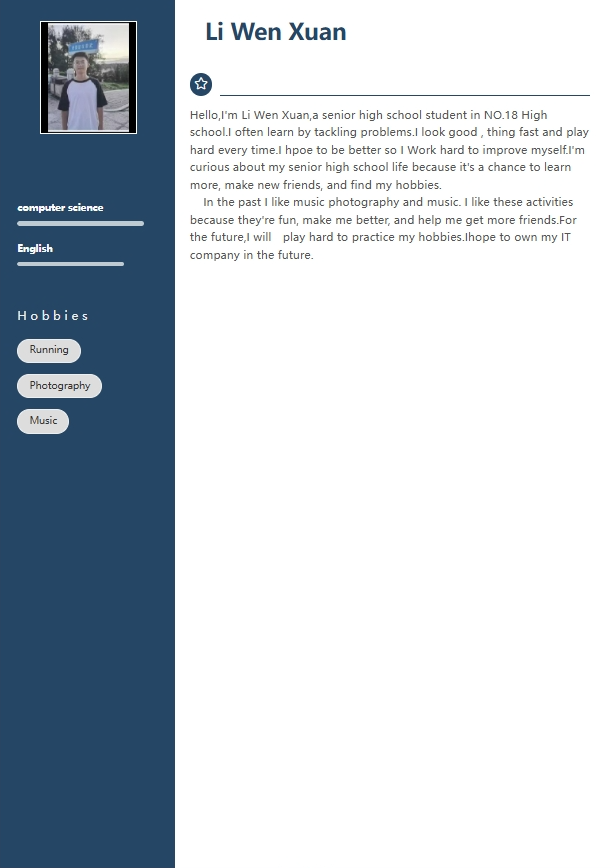 Li Wen Xuan
Hello,I'm Li Wen Xuan,a senior high school student in NO.18 High
school.I often learn by tackling problems.I look good , thing fast and play
hard every time.I hpoe to be better so I Work hard to improve myself.I'm
curious about my senior high school life because it's a chance to learn
more, make new friends, and find my hobbies.
In the past I like music photography and music. I like these activities
because they're fun, make me better, and help me get more friends.For
the future,I will play hard to practice my hobbies.Ihope to own my IT
company in the future.
computer science
English
Hobbies
Running
Photography
Music